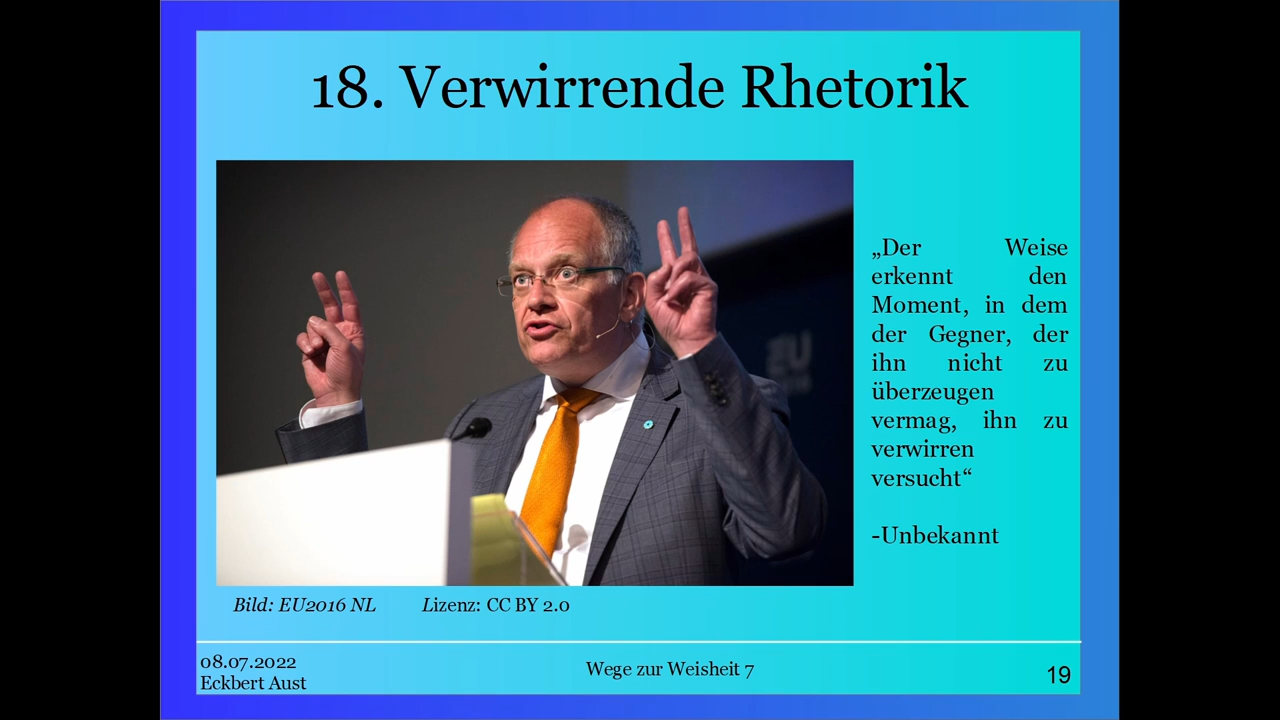 18. Verwirrende Rhetorik
EU
„Der Weise
erkennt den
Moment, in dem
der Gegner, der
ihn nicht zu
überzeugen
vermag, ihn zu
verwirren
versucht“
-Unbekannt
Bild: EU2016 NL Lizenz: CC BY 2.0
08.07.2022
Eckbert Aust
Wege zur Weisheit 7
19